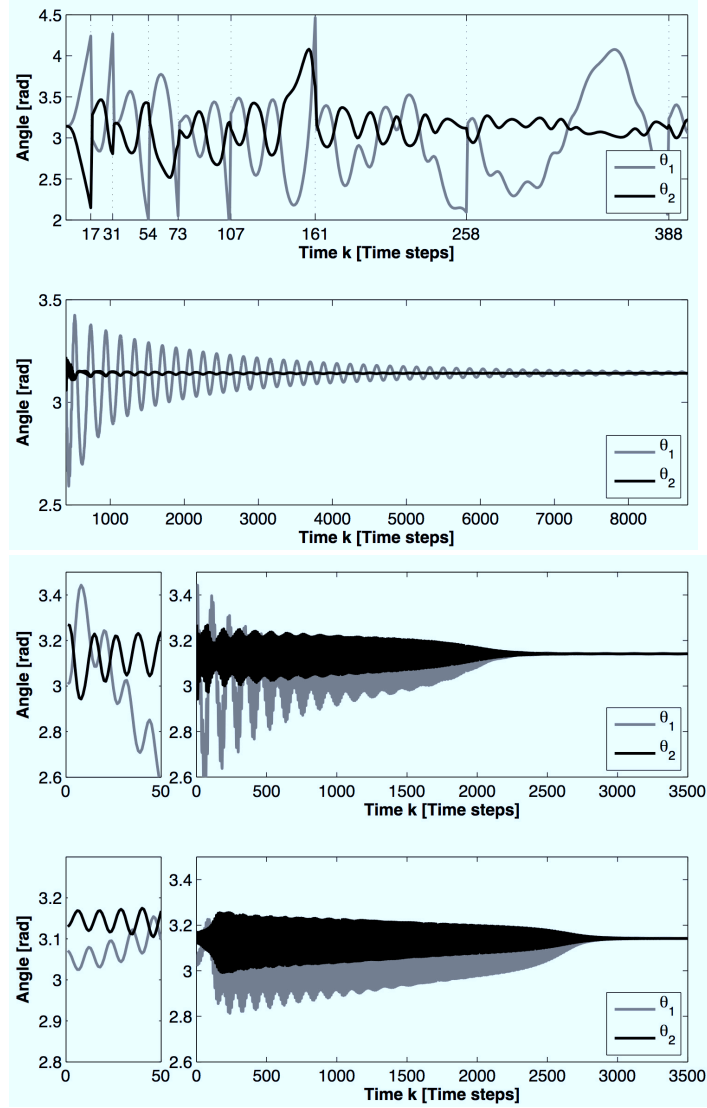 4.5
4
3.5
3
2.5
2
Angle [rad]
17 31 54 73 107 161 258 388
Time k [Time steps]
θ1
θ2
3.5
3
2.5
Angle [rad]
1000 2000 3000 4000 5000 6000 7000 8000
Time k [Time steps]
θ1
θ2
3.4
3.2
3
2.8
2.6
Angle [rad]
0 50
3.4
3.2
3
2.8
2.6
0 500 1000 1500 2000 2500 3000 3500
Time k [Time steps]
θ1
θ2
3.2
3.1
3
2.9
2.8
Angle [rad]
0 50
3.4
3.2
3
2.8
2.6
0 500 1000 1500 2000 2500 3000 3500
Time k [Time steps]
θ1
θ2